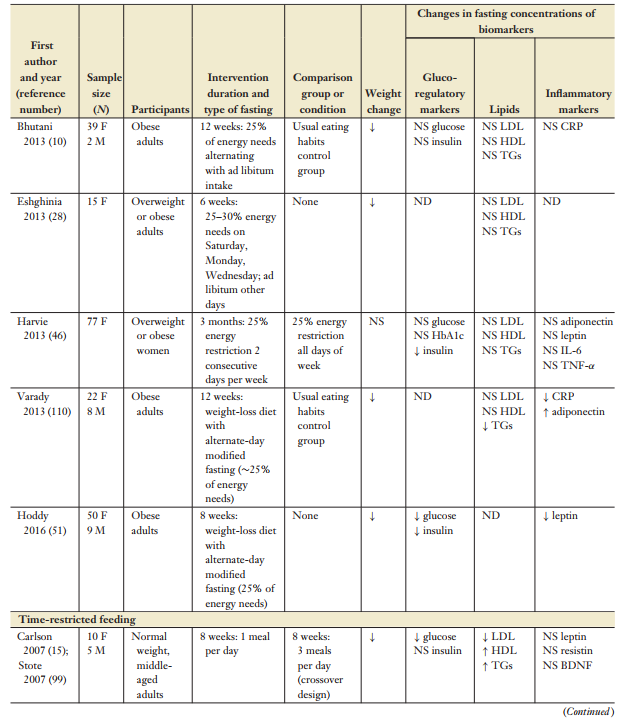 Changes in fasting concentrations of
biomarkers
First
author
and year
(reference
number)
Sample
size
(N)
Participants
Intervention
duration and
type of fasting
Comparison
group or
condition
Weight
change
Gluco-
regulatory
markers
Lipids
Inflammatory
markers
Bhutani
2013 (10)
39 F
2 M
Obese
adults
12 weeks: 25%
of energy needs
alternating
with ad libitum
intake
Usual eating
habits
control
group
↓
NS glucose
NS insulin
NS LDL
NS HDL
NS TGs
NS CRP
Eshghinia
2013 (28)
15 F
Overweight
or obese
adults
6 weeks:
25–30% energy
needs on
Saturday,
Monday,
Wednesday; ad
libitum other
days
None
↓
ND
NS LDL
NS HDL
NS TGs
ND
Harvie
2013 (46)
77 F
Overweight
or obese
women
3 months: 25%
energy
restriction 2
consecutive
days per week
25% energy
restriction
all days of
week
NS
NS glucose
NS HbA1c
↓ insulin
NS LDL
NS HDL
NS TGs
NS adiponectin
NS leptin
NS IL-6
NS TNF-α
Varady
2013 (110)
22 F
8 M
Obese
adults
12 weeks:
weight-loss diet
with
alternate-day
modified
fasting (∼25%
of energy
needs)
Usual eating
habits
control
group
↓
ND
NS LDL
NS HDL
↓ TGs
↓ CRP
↑ adiponectin
Hoddy
2016 (51)
50 F
9 M
Obese
adults
8 weeks:
weight-loss diet
with
alternate-day
modified
fasting (25% of
energy needs)
None
↓
↓ glucose
↓ insulin
ND
↓ leptin
Time-restricted feeding
Carlson
2007 (15);
Stote
2007 (99)
10 F
5 M
Normal
weight,
middle-
aged
adults
8 weeks: 1 meal
per day
8 weeks:
3 meals
per day
(crossover
design)
↓
↓ glucose
NS insulin
↓ LDL
↑ HDL
↑ TGs
NS leptin
NS resistin
NS BDNF
(Continued)